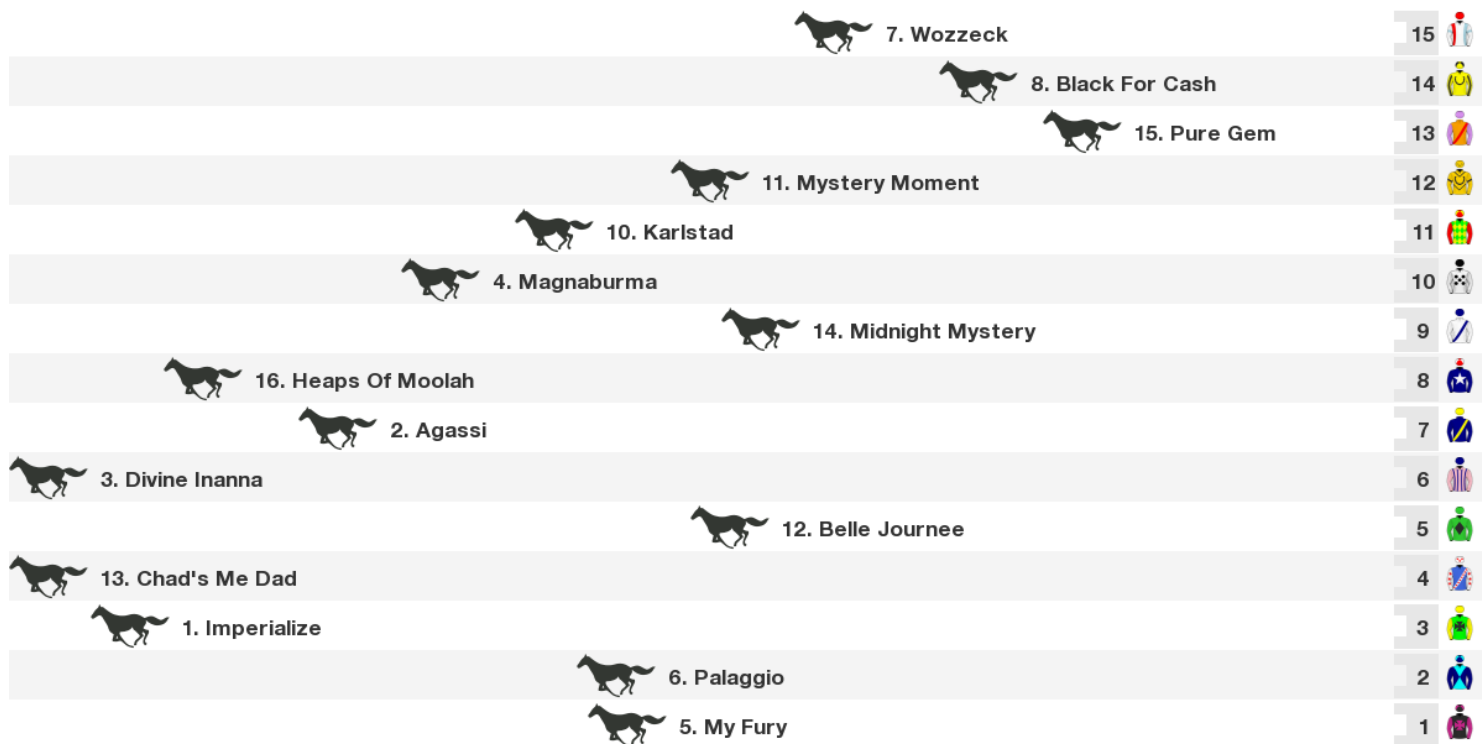 7. Wozzeck 15
8. Black For Cash 14
15. Pure Gem 13
11. Mystery Moment 12
10. Karlstad 11
4. Magnaburma 10
14. Midnight Mystery 9
16. Heaps Of Moolah 8
2. Agassi 7
3. Divine Inanna 6
12. Belle Journee 5
13. Chad's Me Dad 4
1. Imperialize 3
6. Palaggio 2
5. My Fury 1